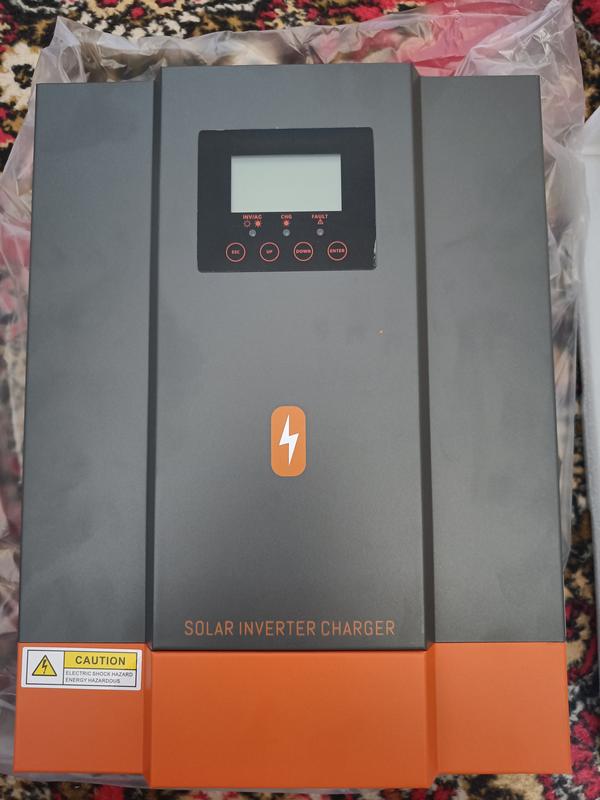 INV/AC CHG FAULT
ESC UP DOWN ENTER
SOLAR INVERTER CHARGER
CAUTION
ELECTRIC SHOCK HAZARD
ENERGY HAZARDOUS